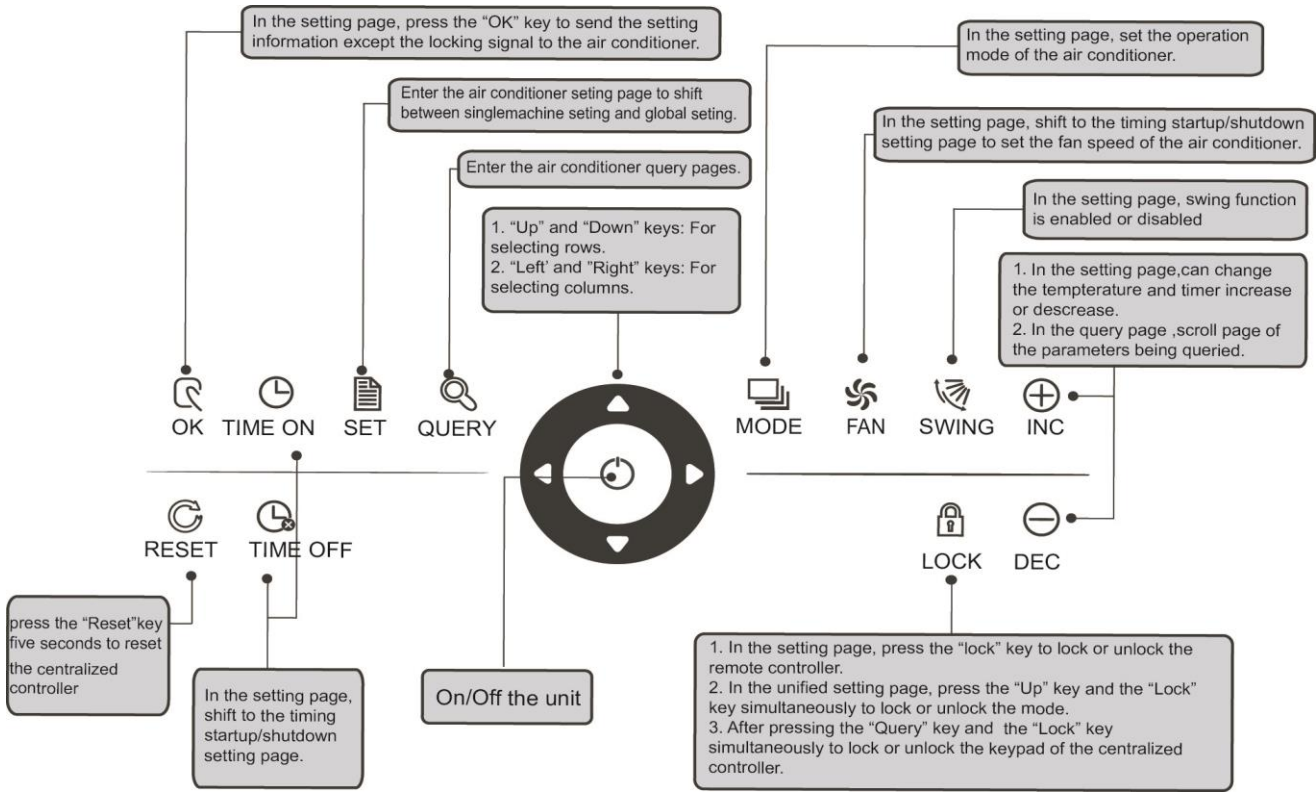 In the setting page, press the “OK” key to send the setting
information except the locking signal to the air conditioner.
In the setting page, set the operation
mode of the air conditioner.
Enter the air conditioner seting page to shift
between singlemachine seting and global seting.
In the setting page, shift to the timing startup/shutdown
setting page to set the fan speed of the air conditioner.
Enter the air conditioner query pages.
In the setting page, swing function
is enabled or disabled
1. “Up” and “Down” keys: For
selecting rows.
2. “Left’ and ”Right” keys: For
selecting columns.
1. In the setting page,can change
the tempterature and timer increase
or descrease.
2. In the query page ,scroll page of
the parameters being queried.
OK
TIME ON
SET
QUERY
MODE
FAN
SWING
INC
RESET
TIME OFF
LOCK
DEC
press the “Reset”key
five seconds to reset
the centralized
controller
In the setting page,
shift to the timing
startup/shutdown
setting page.
On/Off the unit
1. In the setting page, press the “lock” key to lock or unlock the
remote controller.
2. In the unified setting page, press the “Up” key and the “Lock”
key simultaneously to lock or unlock the mode.
3. After pressing the “Query” key and the “Lock” key
simultaneously to lock or unlock the keypad of the centralized
controller.